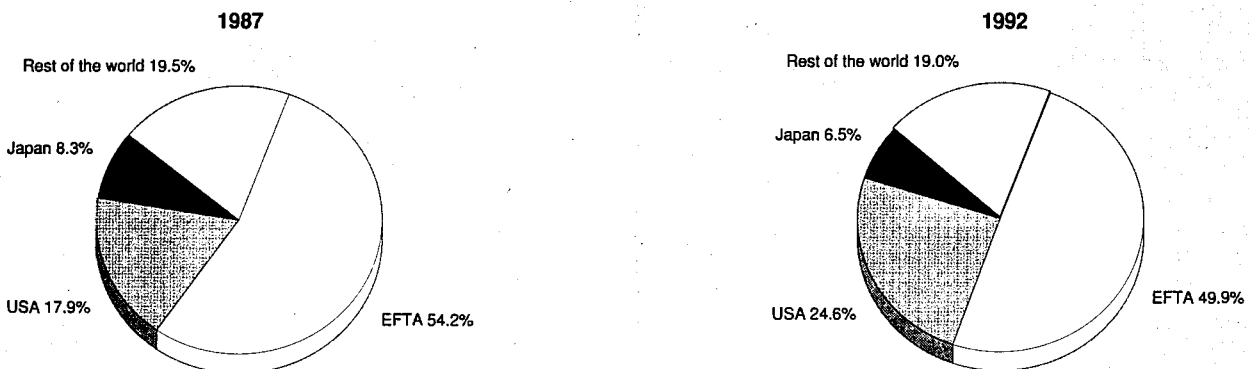 1987
Rest of the world 19.5%
Japan 8.3%
USA 17.9%
EFTA 54.2%
1992
Rest of the world 19.0%
Japan 6.5%
USA 24.6%
EFTA 49.9%